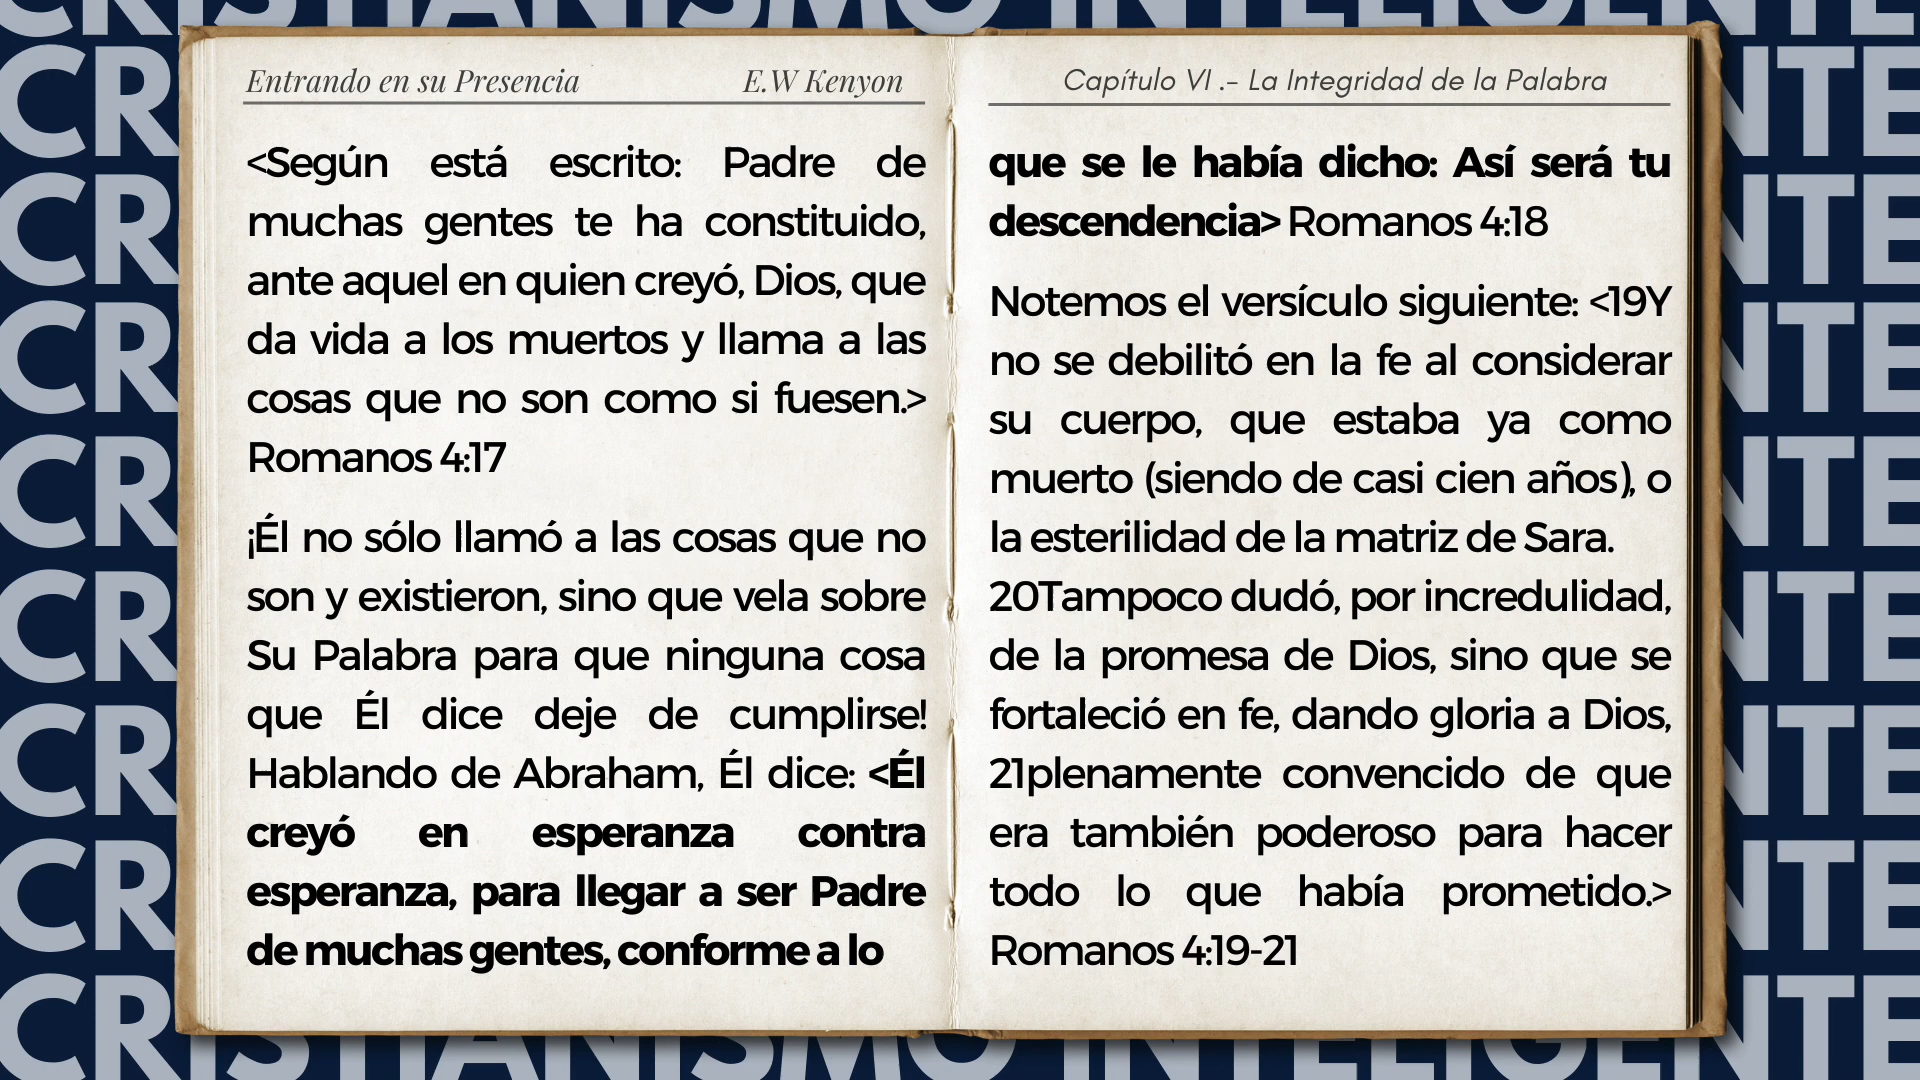 CRISTIANISMO INTELIGENTE
Entrando en su Presencia
E.W Kenyon
<Según está escrito: Padre de
muchas gentes te ha constituido,
ante aquel en quien creyó, Dios, que
da vida a los muertos y llama a las
cosas que no son como si fuesen.>
Romanos 4:17
¡Él no sólo llamó a las cosas que no
son y existieron, sino que vela sobre
Su Palabra para que ninguna cosa
que Él dice deje de cumplirse!
Hablando de Abraham, Él dice: <Él
creyó en esperanza contra
esperanza, para llegar a ser Padre
de muchas gentes, conforme a lo
Capítulo VI .- La Integridad de la Palabra
que se le había dicho: Así será tu
descendencia> Romanos 4:18
Notemos el versículo siguiente: <19Y
no se debilitó en la fe al considerar
su cuerpo, que estaba ya como
muerto (siendo de casi cien años), o
la esterilidad de la matriz de Sara.
20Tampoco dudó, por incredulidad,
de la promesa de Dios, sino que se
fortaleció en fe, dando gloria a Dios,
21plenamente convencido de que
era también poderoso para hacer
todo lo que había prometido.>
Romanos 4:19-21
CRISTIANISMO INTELIGENTE